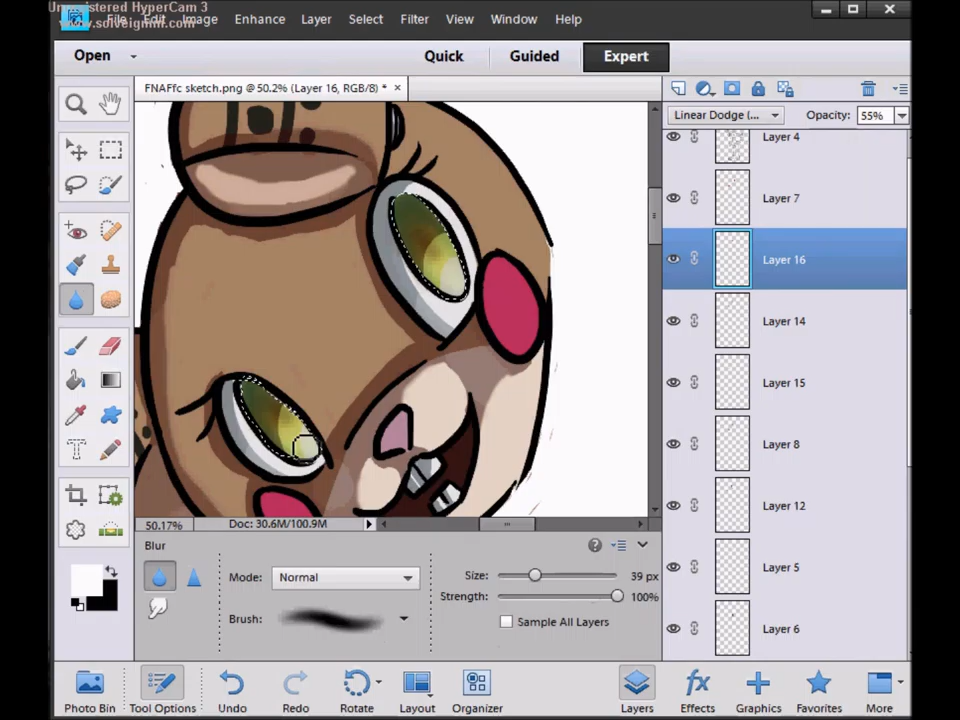 Unregistered HyperCam 3
www.solveigmm.com
File Edit Image Enhance Layer Select Filter View Window Help
Open Quick Guided Expert
FNAFfc sketch.png @ 50.2% (Layer 16, RGB/8) * ×
Linear Dodge (... Opacity: 55%
Layer 4
Layer 7
Layer 16
Layer 14
Layer 15
Layer 8
Layer 12
Layer 5
Layer 6
50.17% Doc: 30.6M/100.9M
Blur
Mode: Normal Size: 39 px
Strength: 100%
Brush: Sample All Layers
Photo Bin Tool Options Undo Redo Rotate Layout Organizer Layers Effects Graphics Favorites More